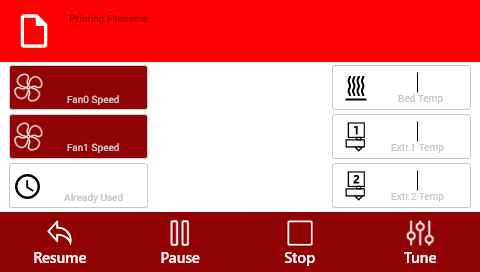 Printing Filename
Fan0 Speed
Bed Temp
Fan1 Speed
1
Extr.1 Temp
Already Used
2
Extr.2 Temp
Resume
Pause
Stop
Tune